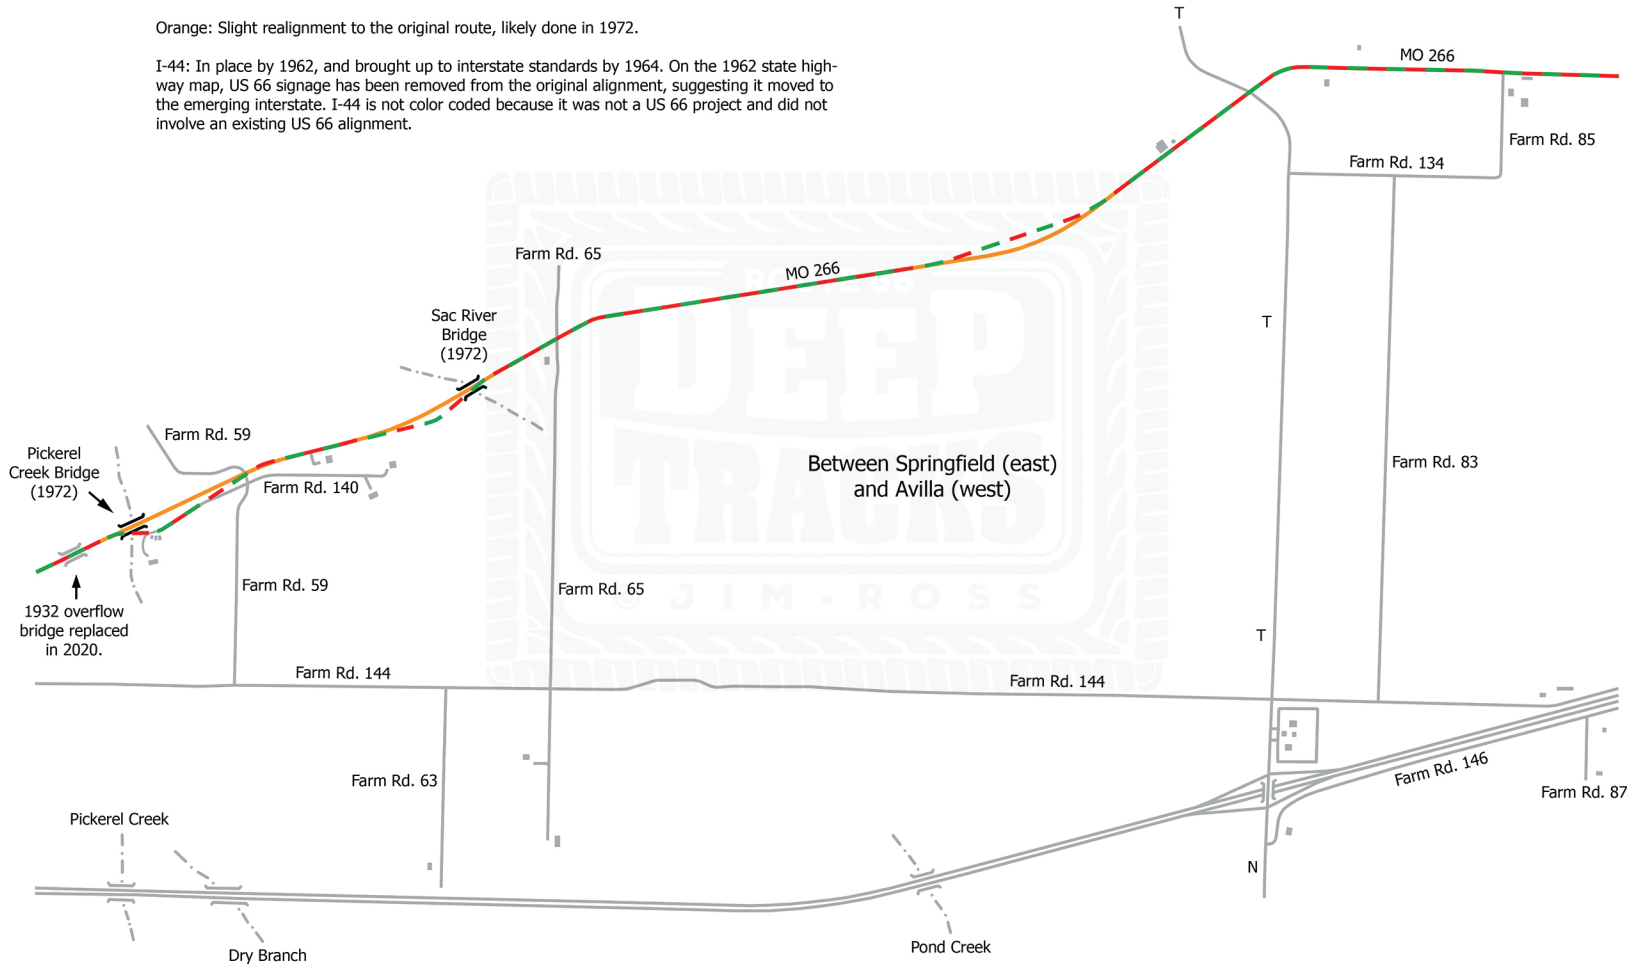 Orange: Slight realignment to the original route, likely done in 1972.
I-44: In place by 1962, and brought up to interstate standards by 1964. On the 1962 state high-
way map, US 66 signage has been removed from the original alignment, suggesting it moved to
the emerging interstate. I-44 is not color coded because it was not a US 66 project and did not
involve an existing US 66 alignment.
T
MO 266
Farm Rd. 85
Farm Rd. 134
Farm Rd. 65
MO 266
66
Sac River
Bridge
(1972)
T
DEEP
TRACKS
Farm Rd. 59
Pickerel
Creek Bridge
(1972)
Farm Rd. 140
Between Springfield (east)
and Avilla (west)
Farm Rd. 83
Farm Rd. 59
Farm Rd. 65
© JIM · ROSS
1932 overflow
bridge replaced
in 2020.
T
Farm Rd. 144
Farm Rd. 144
Farm Rd. 63
Farm Rd. 146
Farm Rd. 87
Pickerel Creek
N
Dry Branch
Pond Creek